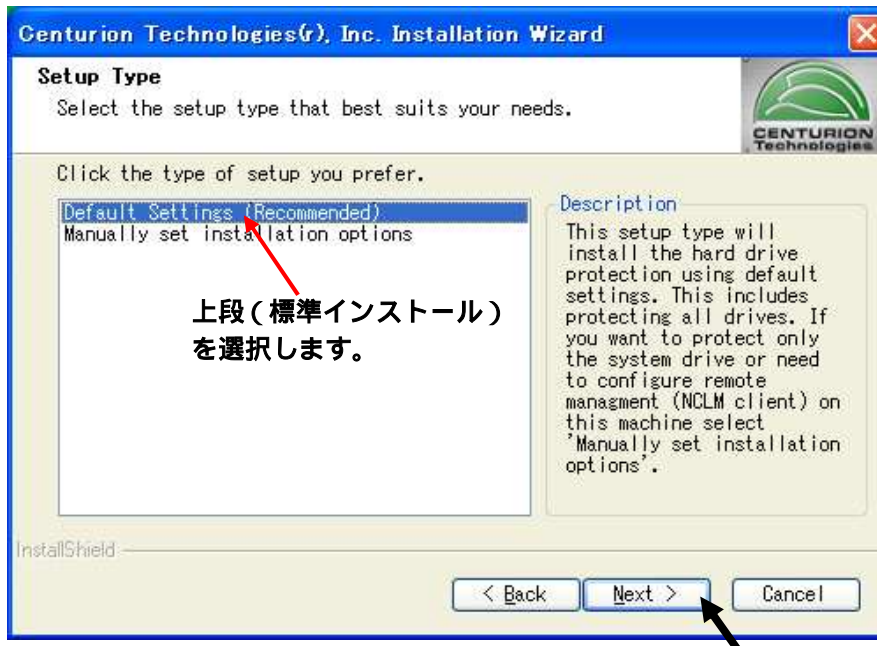 Centurion Technologies(r), Inc. Installation Wizard
Setup Type
Select the setup type that best suits your needs.
CENTURION
Technologies
Click the type of setup you prefer.
Default Settings (Recommended)
Manually set installation options
上段(標準インストール)
を選択します。
Description
This setup type will
install the hard drive
protection using default
settings. This includes
protecting all drives. If
you want to protect only
the system drive or need
to configure remote
managment (NCLM client) on
this machine select
'Manually set installation
options'.
InstallShield
< Back
Next >
Cancel